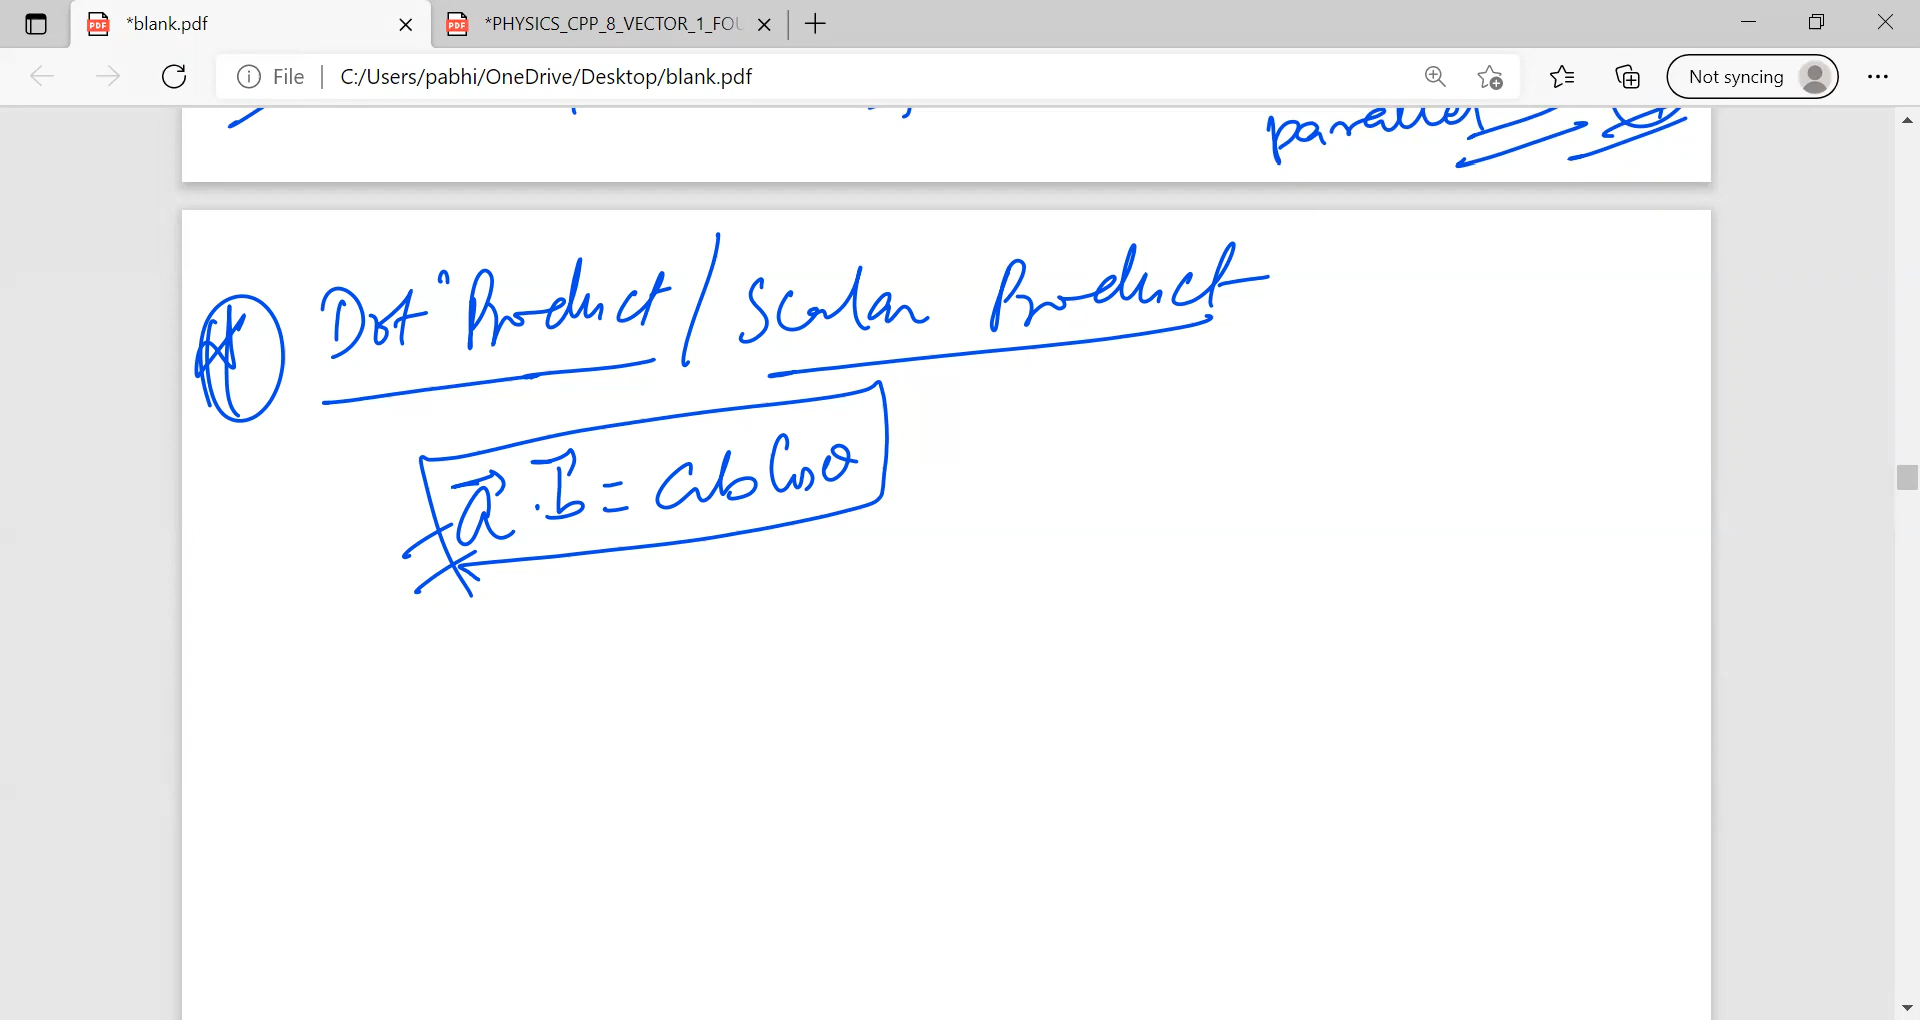 *blank.pdf
*PHYSICS_CPP_8_VECTOR_1_FOU
File
C:/Users/pabhi/OneDrive/Desktop/blank.pdf
Not syncing
parallel
Dot "Product / Scalar Product
a⃗ . b⃗ = ab Cos θ